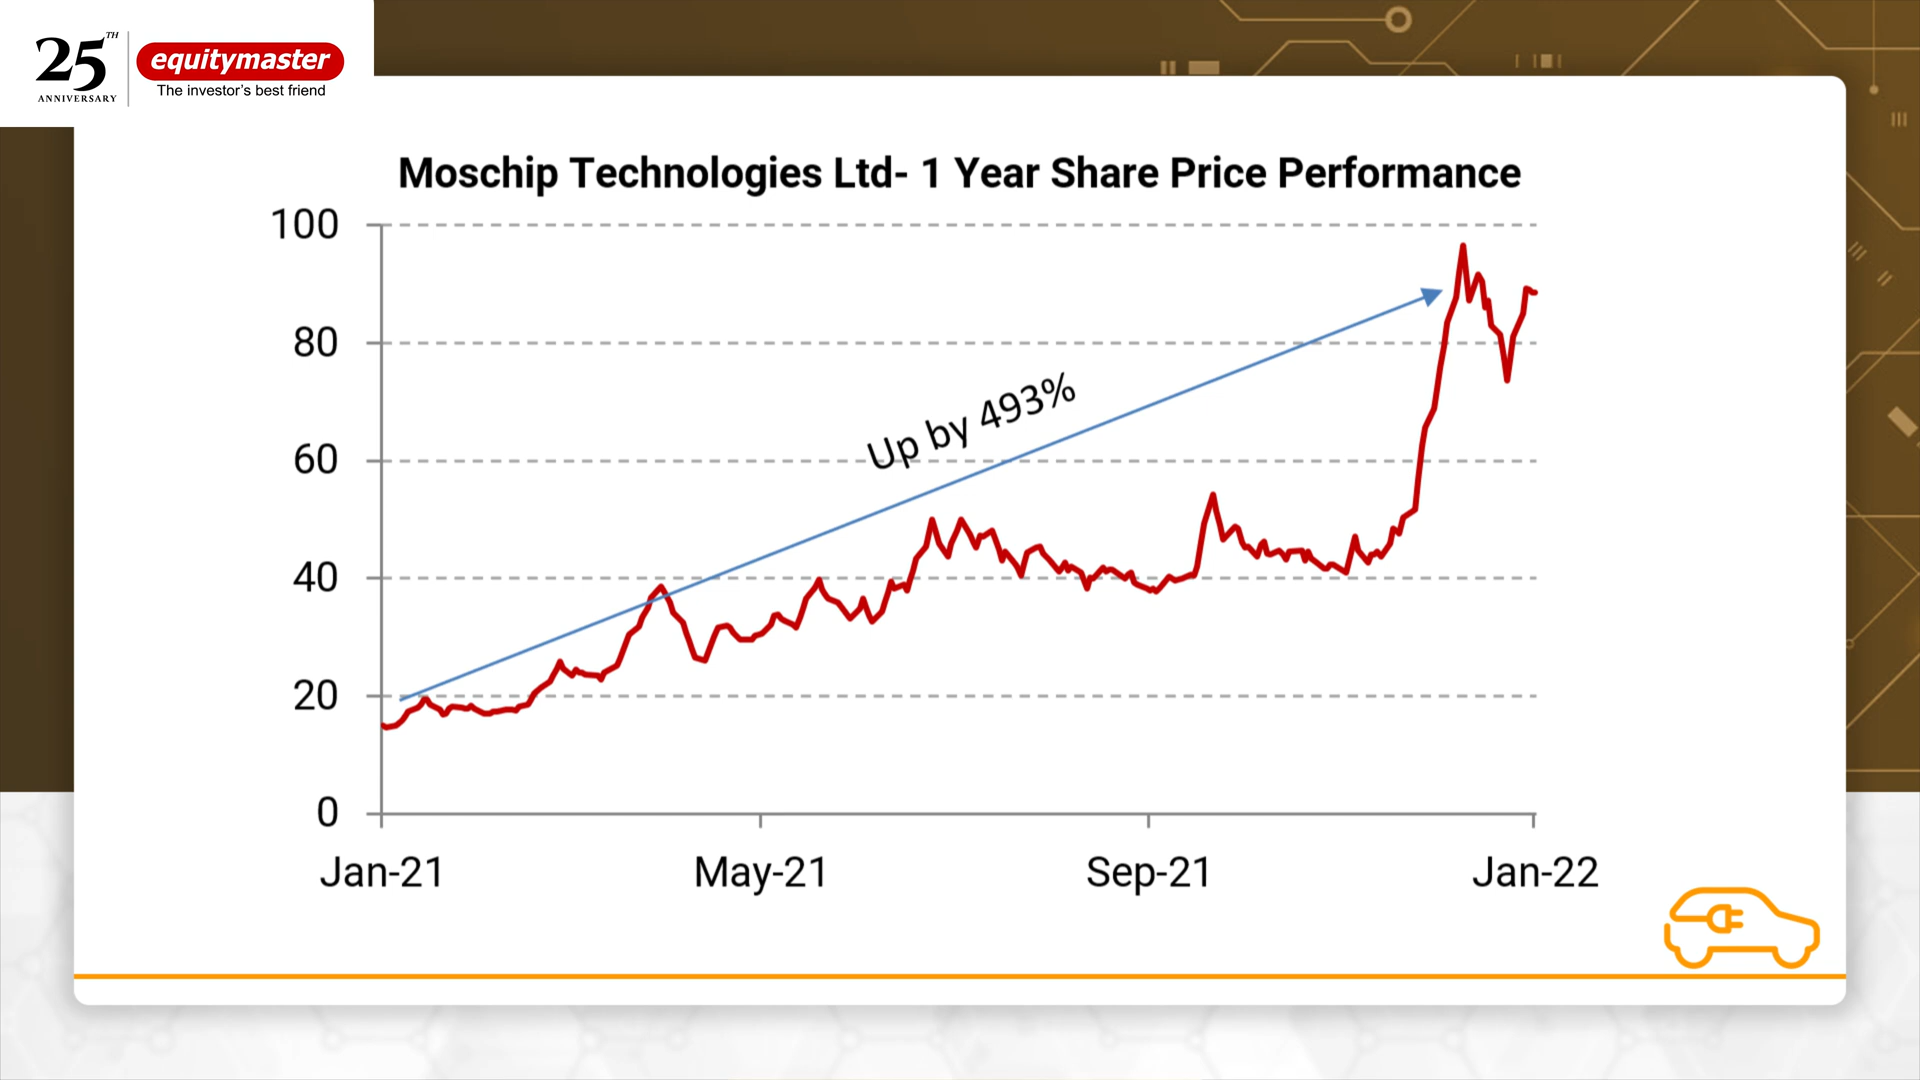 25TH
ANNIVERSARY
equitymaster
The investor's best friend
Moschip Technologies Ltd- 1 Year Share Price Performance
100
80
60
40
20
0
Up by 493%
Jan-21 May-21 Sep-21 Jan-22